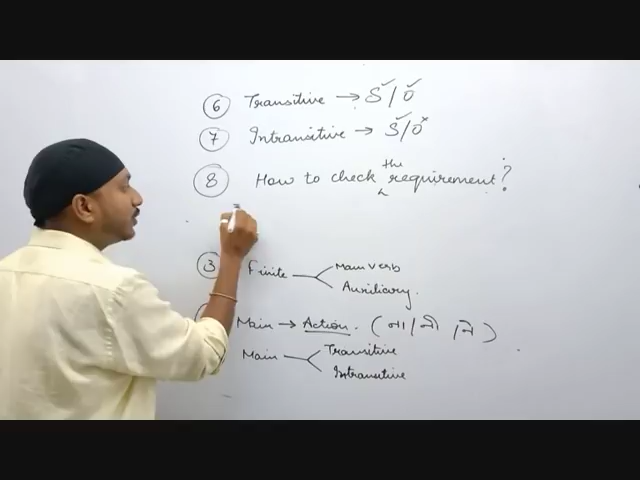 6 Transitive → S✓/O✓
7 Intransitive → S✓/O×
8 How to check the requirement?
3 Finite Main verb
Auxiliary.
Main → Action. (ना/नी/ने)
Main Transitive
Intransitive